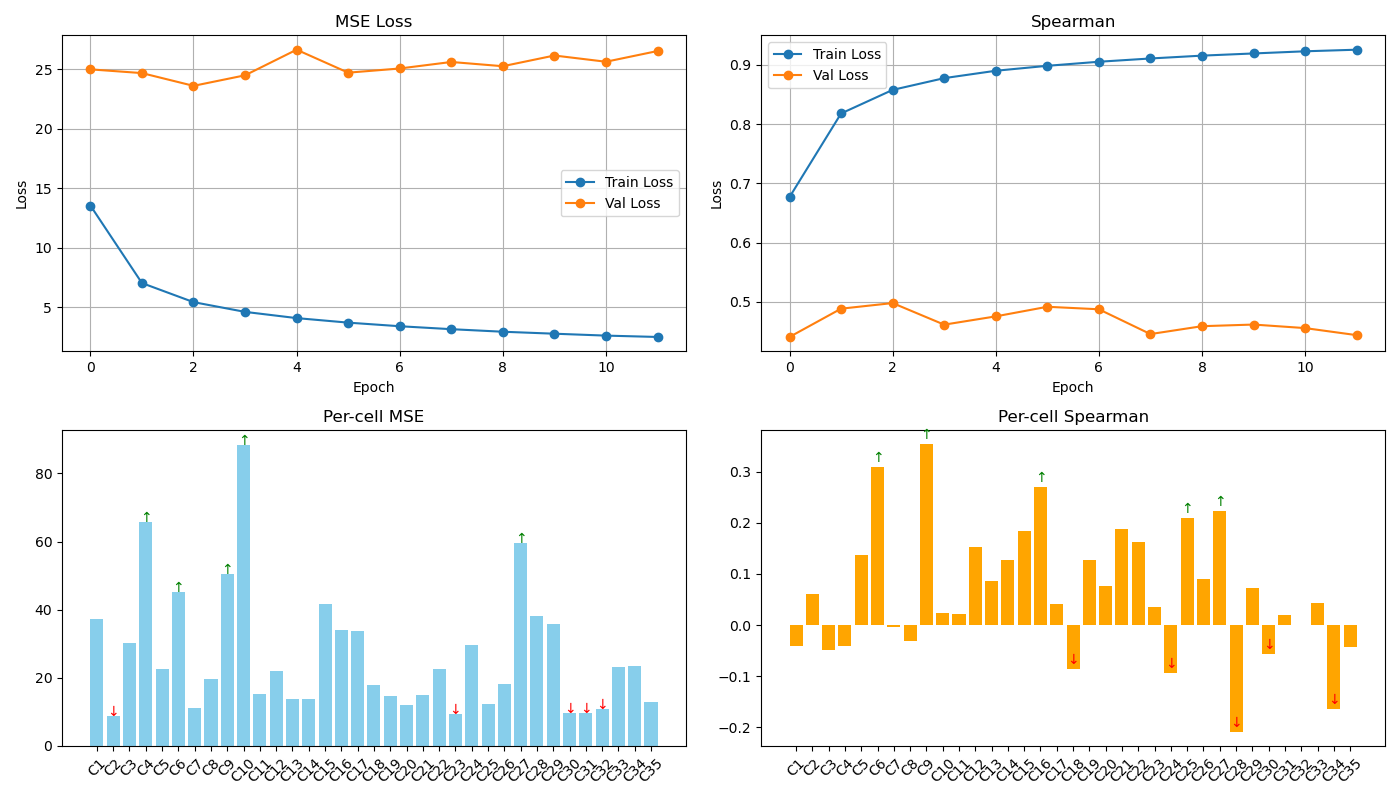 MSE Loss
25
20
15
10
5
Loss
Train Loss
Val Loss
0
2
4
6
8
10
Epoch
Spearman
0.9
0.8
0.7
0.6
0.5
Loss
Train Loss
Val Loss
0
2
4
6
8
10
Epoch
Per-cell MSE
80
60
40
20
0
↑
↑
↑
↑
↑
↓
↓
↓
↓
↓
C1
C2
C3
C4
C5
C6
C7
C8
C9
C10
C11
C12
C13
C14
C15
C16
C17
C18
C19
C20
C21
C22
C23
C24
C25
C26
C27
C28
C29
C30
C31
C32
C33
C34
C35
Per-cell Spearman
0.3
0.2
0.1
0.0
−0.1
−0.2
↑
↑
↑
↑
↑
↓
↓
↓
↓
↓
C1
C2
C3
C4
C5
C6
C7
C8
C9
C10
C11
C12
C13
C14
C15
C16
C17
C18
C19
C20
C21
C22
C23
C24
C25
C26
C27
C28
C29
C30
C31
C32
C33
C34
C35